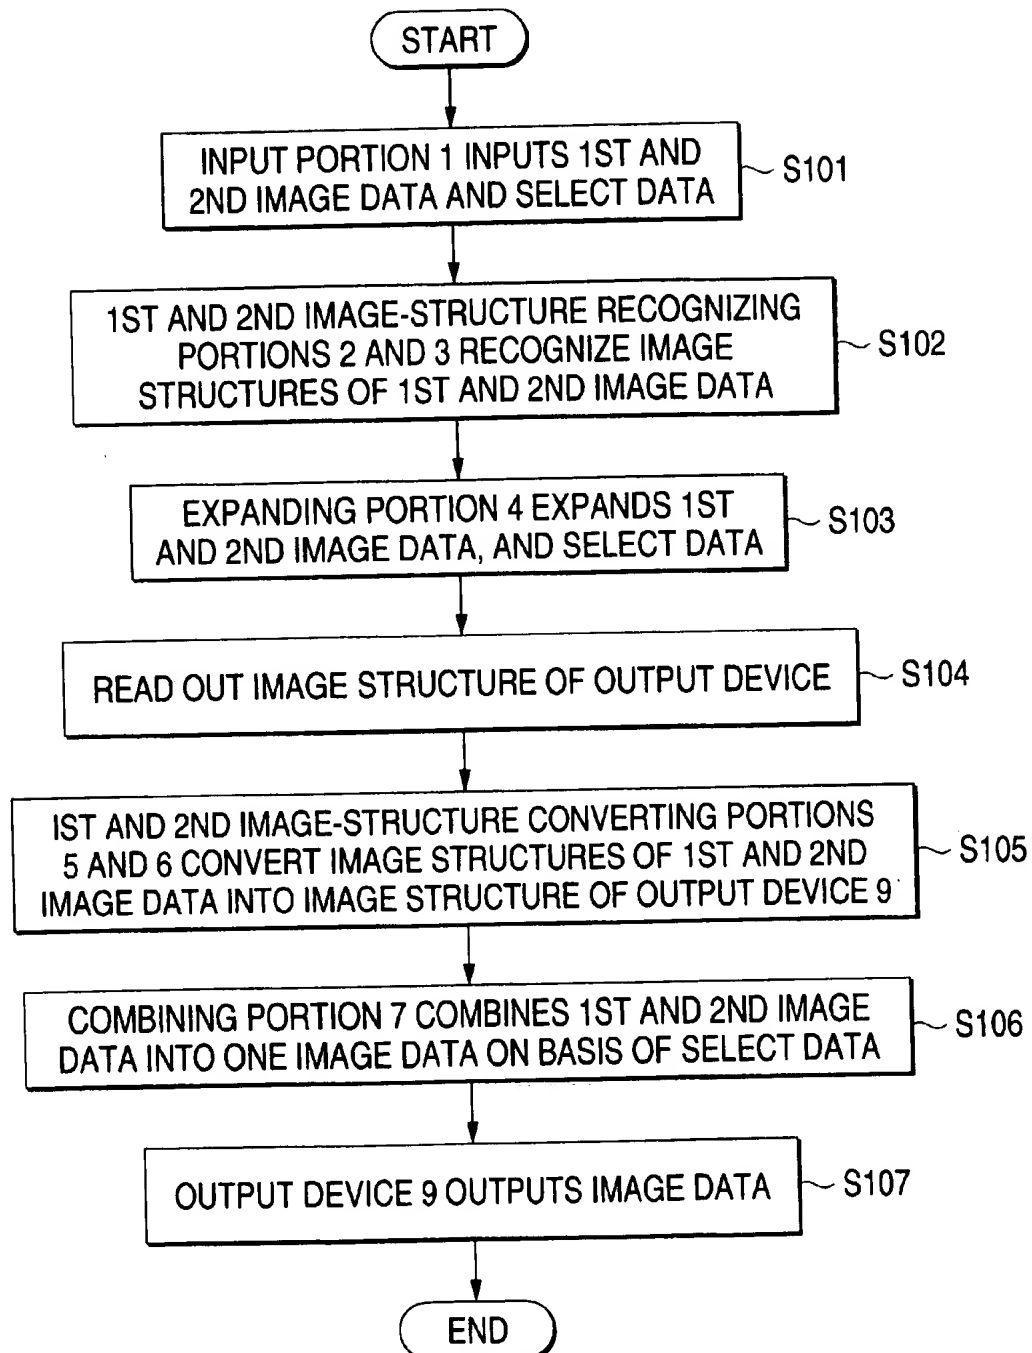 START
INPUT PORTION 1 INPUTS 1ST AND
2ND IMAGE DATA AND SELECT DATA
S101
1ST AND 2ND IMAGE-STRUCTURE RECOGNIZING
PORTIONS 2 AND 3 RECOGNIZE IMAGE
STRUCTURES OF 1ST AND 2ND IMAGE DATA
S102
EXPANDING PORTION 4 EXPANDS 1ST
AND 2ND IMAGE DATA, AND SELECT DATA
S103
READ OUT IMAGE STRUCTURE OF OUTPUT DEVICE
S104
IST AND 2ND IMAGE-STRUCTURE CONVERTING PORTIONS
5 AND 6 CONVERT IMAGE STRUCTURES OF 1ST AND 2ND
IMAGE DATA INTO IMAGE STRUCTURE OF OUTPUT DEVICE 9
S105
COMBINING PORTION 7 COMBINES 1ST AND 2ND IMAGE
DATA INTO ONE IMAGE DATA ON BASIS OF SELECT DATA
S106
OUTPUT DEVICE 9 OUTPUTS IMAGE DATA
S107
END